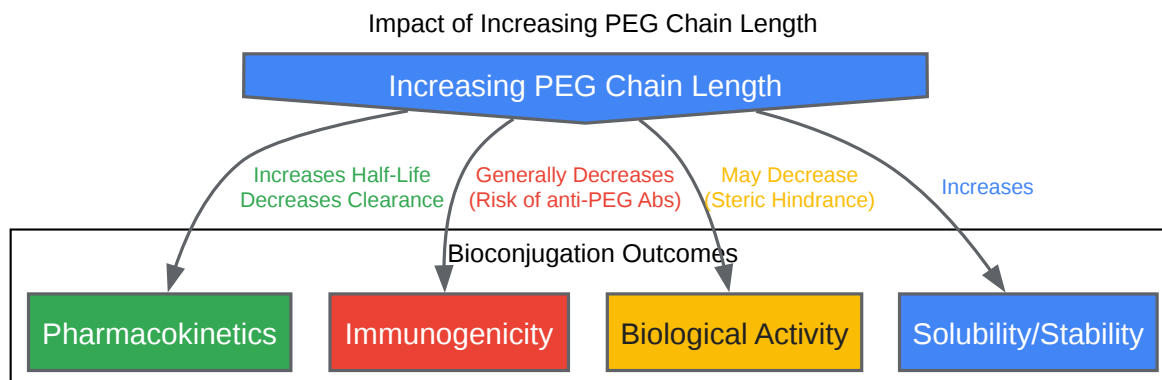 Impact of Increasing PEG Chain Length
Increasing PEG Chain Length
Increases Half-Life
Decreases Clearance
Generally Decreases
(Risk of anti-PEG Abs)
May Decrease
(Steric Hindrance)
Increases
Bioconjugation Outcomes
Pharmacokinetics
Immunogenicity
Biological Activity
Solubility/Stability